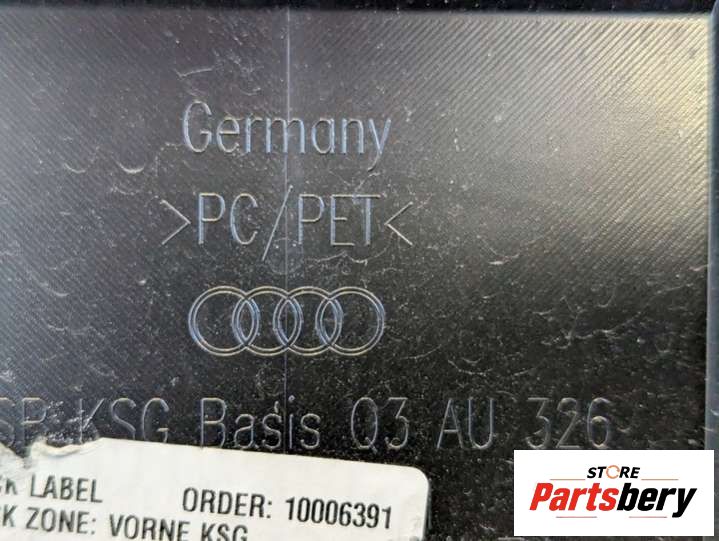 Germany
>PC/PET<
KSG Basis Q3 AU 326
LABEL ORDER: 10006391
ZONE: VORNE KSG
STORE
Partsbery